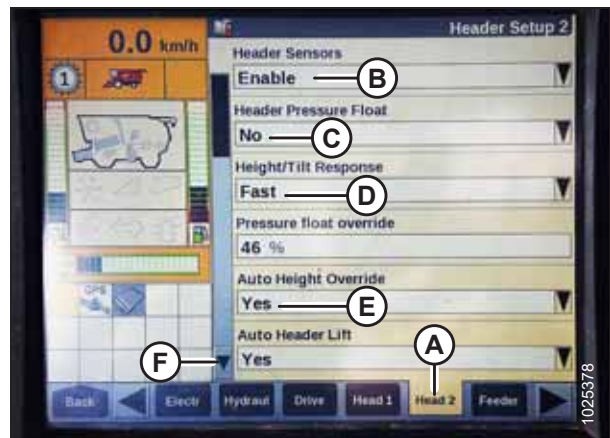 Header Setup 2
0.0 km/h
1
Header Sensors
Enable
B
Header Pressure Float
No
C
Height/Tilt Response
Fast
D
Pressure float override
46 %
Auto Height Override
Yes
E
Auto Header Lift
Yes
F
A
GPS
Back
Electr
Hydraul
Drive
Head 1
Head 2
Feeder
1025378